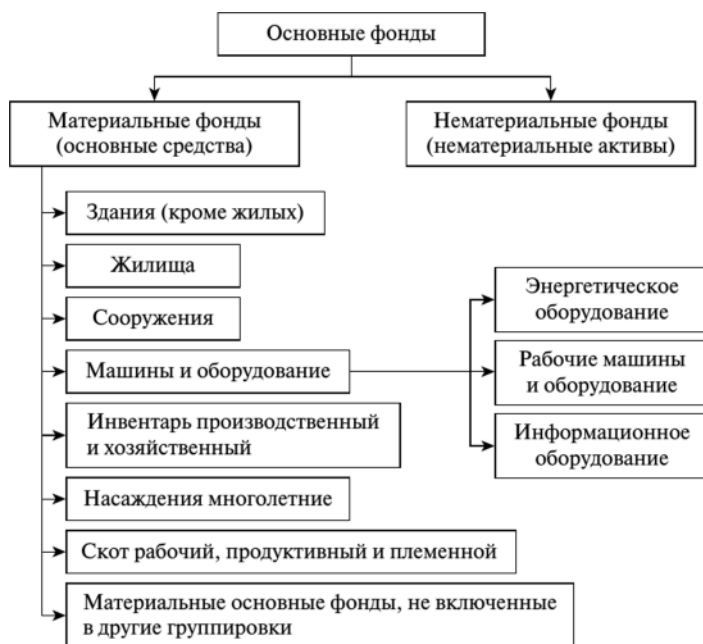 Основные фонды
Материальные фонды
(основные средства)
Нематериальные фонды
(нематериальные активы)
Здания (кроме жилых)
Жилища
Сооружения
Машины и оборудование
Инвентарь производственный
и хозяйственный
Насаждения многолетние
Скот рабочий, продуктивный и племенной
Материальные основные фонды, не включенные
в другие группировки
Энергетическое
оборудование
Рабочие машины
и оборудование
Информационное
оборудование